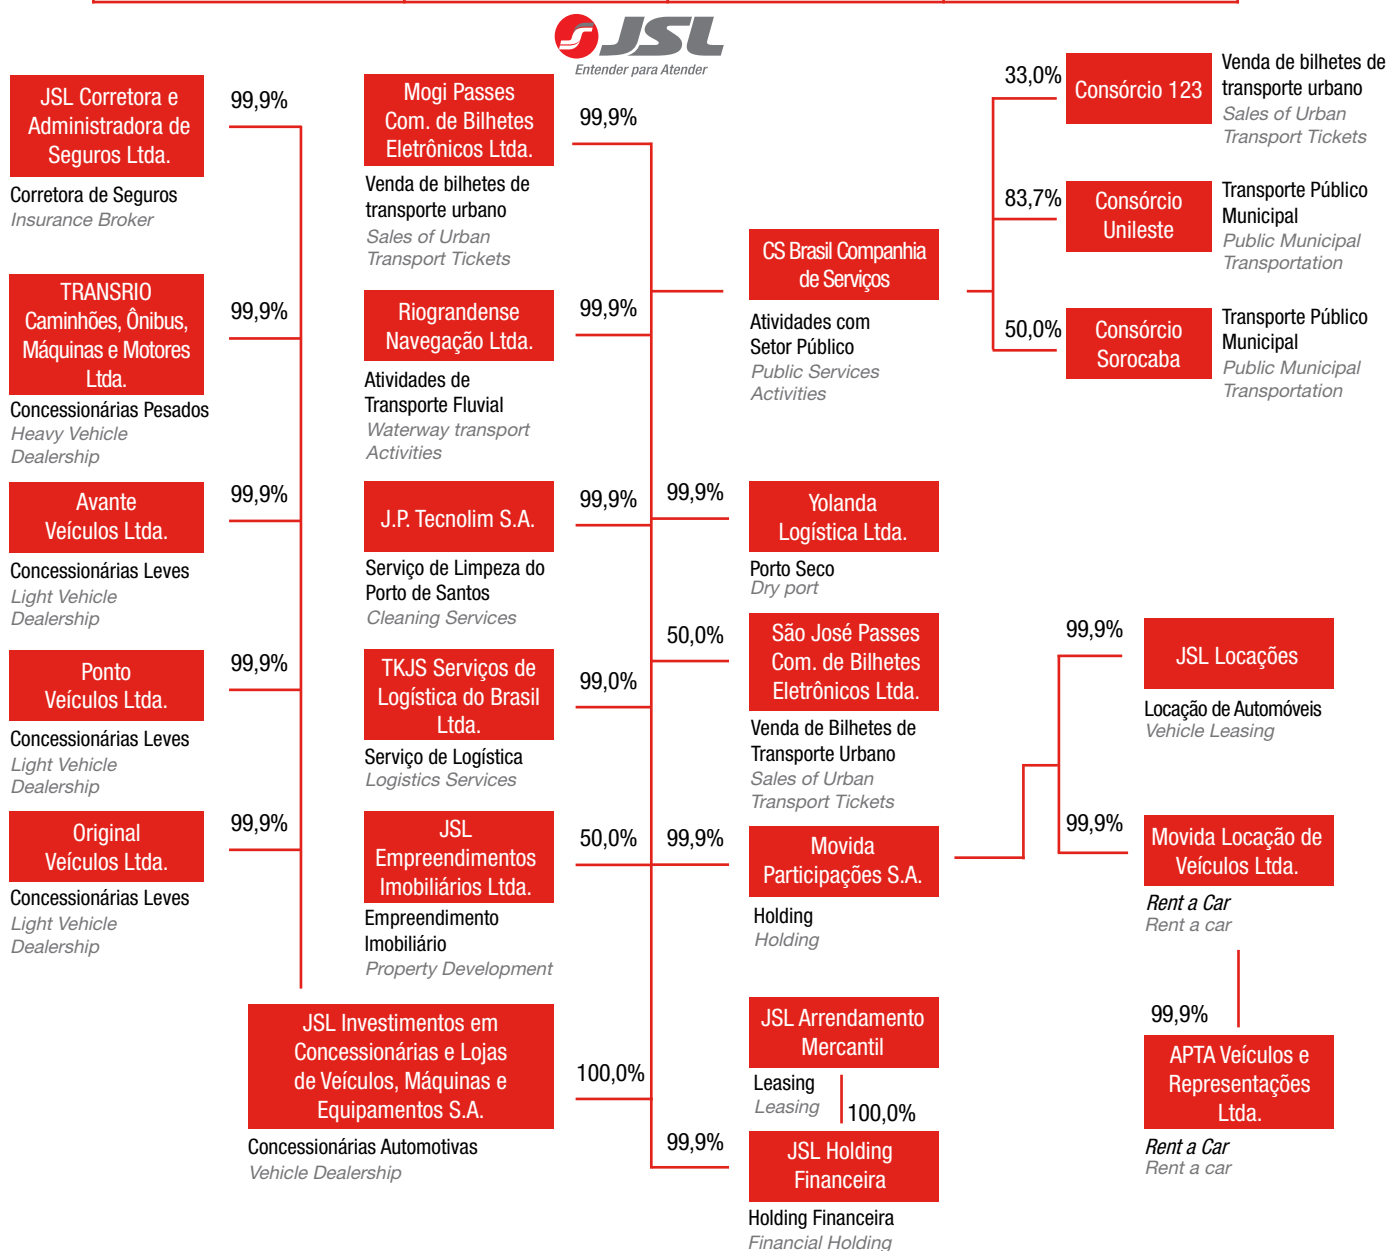 JSL
Entender para Atender
JSL Corretora e
Administradora de
Seguros Ltda.
99,9%
Corretora de Seguros
Insurance Broker
TRANSRIO
Caminhões, Ônibus,
Máquinas e Motores
Ltda.
99,9%
Concessionárias Pesados
Heavy Vehicle
Dealership
Avante
Veículos Ltda.
99,9%
Concessionárias Leves
Light Vehicle
Dealership
Ponto
Veículos Ltda.
99,9%
Concessionárias Leves
Light Vehicle
Dealership
Original
Veículos Ltda.
99,9%
Concessionárias Leves
Light Vehicle
Dealership
Mogi Passes
Com. de Bilhetes
Eletrônicos Ltda.
99,9%
Venda de bilhetes de
transporte urbano
Sales of Urban
Transport Tickets
Riograndense
Navegação Ltda.
99,9%
Atividades de
Transporte Fluvial
Waterway transport
Activities
J.P. Tecnolim S.A.
99,9%
Serviço de Limpeza do
Porto de Santos
Cleaning Services
TKJS Serviços de
Logística do Brasil
Ltda.
99,0%
Serviço de Logística
Logistics Services
JSL
Empreendimentos
Imobiliários Ltda.
50,0%
Empreendimento
Imobiliário
Property Development
JSL Investimentos em
Concessionárias e Lojas
de Veículos, Máquinas e
Equipamentos S.A.
100,0%
Concessionárias Automotivas
Vehicle Dealership
CS Brasil Companhia
de Serviços
Atividades com
Setor Público
Public Services
Activities
99,9%
Yolanda
Logística Ltda.
Porto Seco
Dry port
50,0%
São José Passes
Com. de Bilhetes
Eletrônicos Ltda.
Venda de Bilhetes de
Transporte Urbano
Sales of Urban
Transport Tickets
99,9%
Movida
Participações S.A.
Holding
Holding
JSL Arrendamento
Mercantil
Leasing
Leasing
100,0%
99,9%
JSL Holding
Financeira
Holding Financeira
Financial Holding
33,0%
Consórcio 123
Venda de bilhetes de
transporte urbano
Sales of Urban
Transport Tickets
83,7%
Consórcio
Unileste
Transporte Público
Municipal
Public Municipal
Transportation
50,0%
Consórcio
Sorocaba
Transporte Público
Municipal
Public Municipal
Transportation
99,9%
JSL Locações
Locação de Automóveis
Vehicle Leasing
99,9%
Movida Locação de
Veículos Ltda.
Rent a Car
Rent a car
99,9%
APTA Veículos e
Representações
Ltda.
Rent a Car
Rent a car